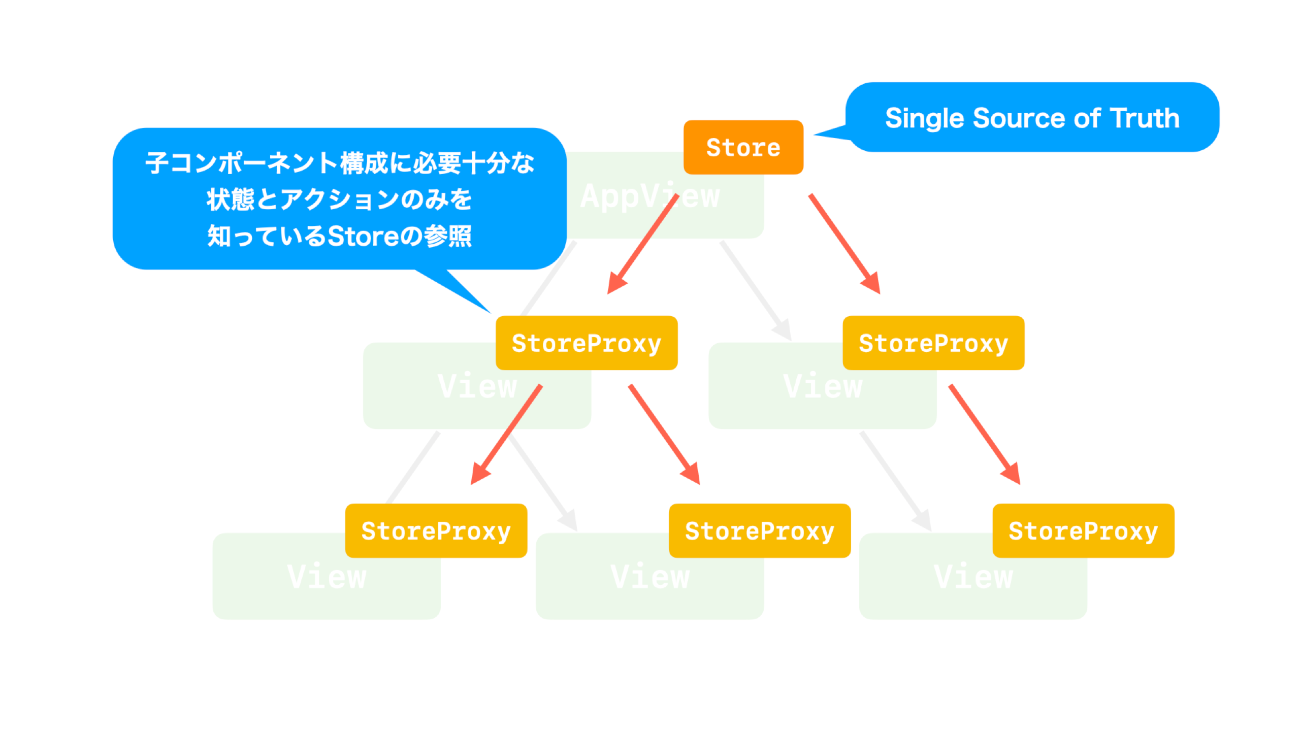 Single Source of Truth
Store
子コンポーネント構成に必要十分な
状態とアクションのみを
知っているStoreの参照
AppView
StoreProxy
StoreProxy
View
View
StoreProxy
StoreProxy
StoreProxy
View
View
View